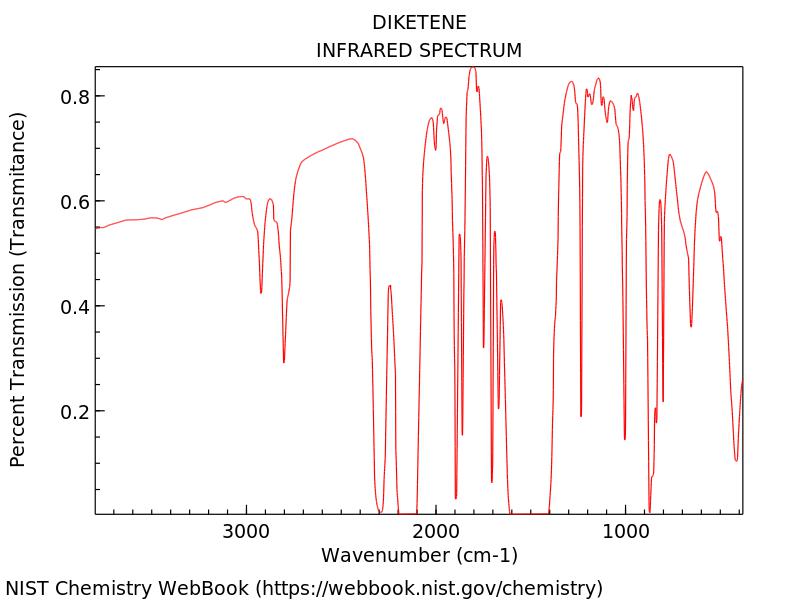 DIKETENE
INFRARED SPECTRUM
Percent Transmission (Transmitance)
0.8
0.6
0.4
0.2
3000 2000 1000
Wavenumber (cm-1)
NIST Chemistry WebBook (https://webbook.nist.gov/chemistry)